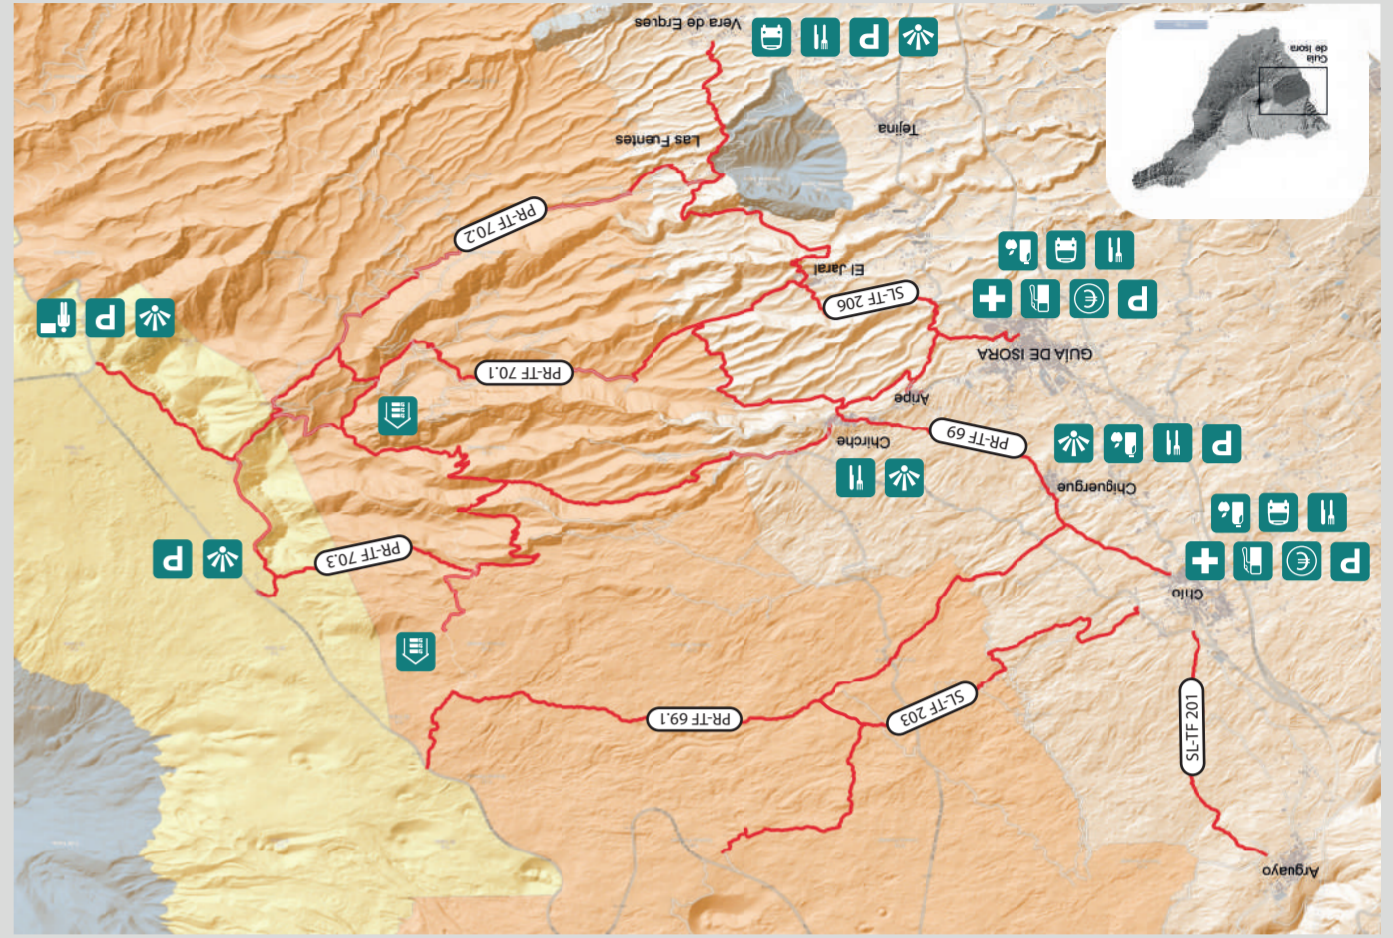 Arguayo
SL-TF 201
PR-TF 69.1
SL-TF 203
Chío
P
€
PR-TF 70.3
P
Chiguergue
P
Chirche
PR-TF 69
Aripe
PR-TF 70.1
GUÍA DE ISORA
P
€
P
SL-TF 206
El Jaral
PR-TF 70.2
Las Fuentes
Tejina
Vera de Erques
P
Guía
de Isora